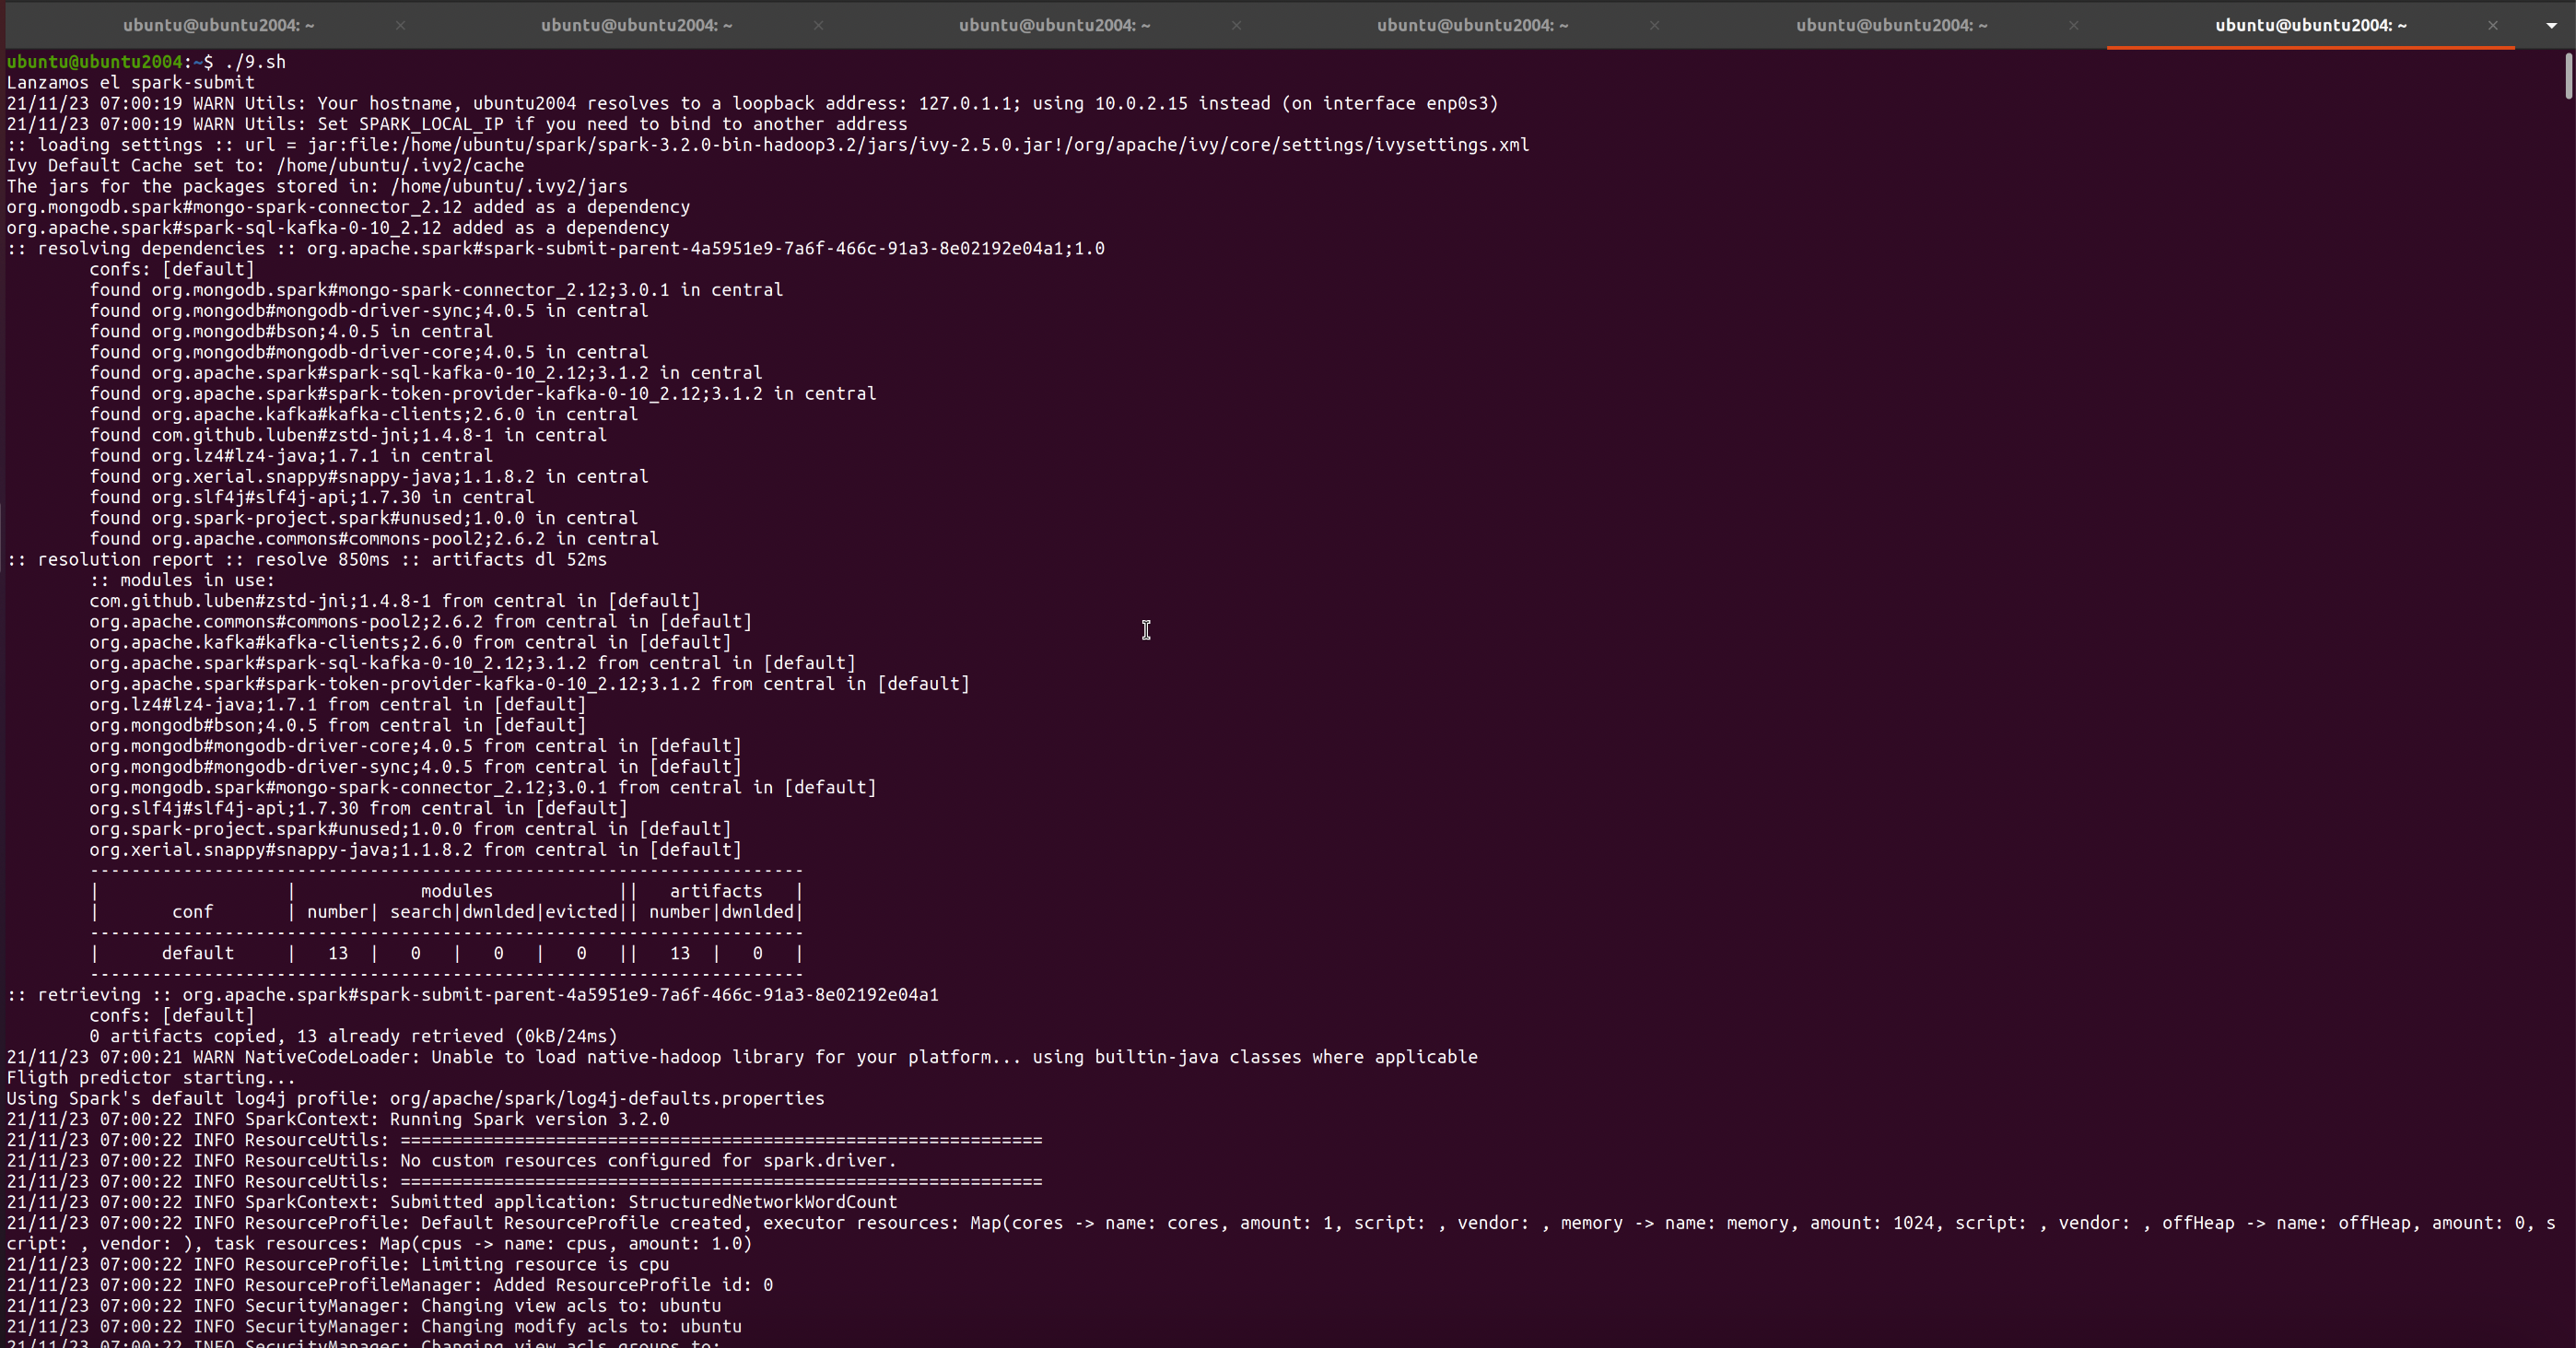 ubuntu@ubuntu2004: ~ × ubuntu@ubuntu2004: ~ × ubuntu@ubuntu2004: ~ × ubuntu@ubuntu2004: ~ × ubuntu@ubuntu2004: ~ × ubuntu@ubuntu2004: ~ ×
ubuntu@ubuntu2004:~$ ./9.sh
Lanzamos el spark-submit
21/11/23 07:00:19 WARN Utils: Your hostname, ubuntu2004 resolves to a loopback address: 127.0.1.1; using 10.0.2.15 instead (on interface enp0s3)
21/11/23 07:00:19 WARN Utils: Set SPARK_LOCAL_IP if you need to bind to another address
:: loading settings :: url = jar:file:/home/ubuntu/spark/spark-3.2.0-bin-hadoop3.2/jars/ivy-2.5.0.jar!/org/apache/ivy/core/settings/ivysettings.xml
Ivy Default Cache set to: /home/ubuntu/.ivy2/cache
The jars for the packages stored in: /home/ubuntu/.ivy2/jars
org.mongodb.spark#mongo-spark-connector_2.12 added as a dependency
org.apache.spark#spark-sql-kafka-0-10_2.12 added as a dependency
:: resolving dependencies :: org.apache.spark#spark-submit-parent-4a5951e9-7a6f-466c-91a3-8e02192e04a1;1.0
confs: [default]
found org.mongodb.spark#mongo-spark-connector_2.12;3.0.1 in central
found org.mongodb#mongodb-driver-sync;4.0.5 in central
found org.mongodb#bson;4.0.5 in central
found org.mongodb#mongodb-driver-core;4.0.5 in central
found org.apache.spark#spark-sql-kafka-0-10_2.12;3.1.2 in central
found org.apache.spark#spark-token-provider-kafka-0-10_2.12;3.1.2 in central
found org.apache.kafka#kafka-clients;2.6.0 in central
found com.github.luben#zstd-jni;1.4.8-1 in central
found org.lz4#lz4-java;1.7.1 in central
found org.xerial.snappy#snappy-java;1.1.8.2 in central
found org.slf4j#slf4j-api;1.7.30 in central
found org.spark-project.spark#unused;1.0.0 in central
found org.apache.commons#commons-pool2;2.6.2 in central
:: resolution report :: resolve 850ms :: artifacts dl 52ms
:: modules in use:
com.github.luben#zstd-jni;1.4.8-1 from central in [default]
org.apache.commons#commons-pool2;2.6.2 from central in [default]
org.apache.kafka#kafka-clients;2.6.0 from central in [default]
org.apache.spark#spark-sql-kafka-0-10_2.12;3.1.2 from central in [default]
org.apache.spark#spark-token-provider-kafka-0-10_2.12;3.1.2 from central in [default]
org.lz4#lz4-java;1.7.1 from central in [default]
org.mongodb#bson;4.0.5 from central in [default]
org.mongodb#mongodb-driver-core;4.0.5 from central in [default]
org.mongodb#mongodb-driver-sync;4.0.5 from central in [default]
org.mongodb.spark#mongo-spark-connector_2.12;3.0.1 from central in [default]
org.slf4j#slf4j-api;1.7.30 from central in [default]
org.spark-project.spark#unused;1.0.0 from central in [default]
org.xerial.snappy#snappy-java;1.1.8.2 from central in [default]
---------------------------------------------------------------------
|                  |            modules            ||   artifacts   |
|       conf       | number| search|dwnlded|evicted|| number|dwnlded|
---------------------------------------------------------------------
|      default     |   13  |   0   |   0   |   0   ||   13  |   0   |
---------------------------------------------------------------------
:: retrieving :: org.apache.spark#spark-submit-parent-4a5951e9-7a6f-466c-91a3-8e02192e04a1
confs: [default]
0 artifacts copied, 13 already retrieved (0kB/24ms)
21/11/23 07:00:21 WARN NativeCodeLoader: Unable to load native-hadoop library for your platform... using builtin-java classes where applicable
Fligth predictor starting...
Using Spark's default log4j profile: org/apache/spark/log4j-defaults.properties
21/11/23 07:00:22 INFO SparkContext: Running Spark version 3.2.0
21/11/23 07:00:22 INFO ResourceUtils: ==============================================================
21/11/23 07:00:22 INFO ResourceUtils: No custom resources configured for spark.driver.
21/11/23 07:00:22 INFO ResourceUtils: ==============================================================
21/11/23 07:00:22 INFO SparkContext: Submitted application: StructuredNetworkWordCount
21/11/23 07:00:22 INFO ResourceProfile: Default ResourceProfile created, executor resources: Map(cores -> name: cores, amount: 1, script: , vendor: , memory -> name: memory, amount: 1024, script: , vendor: , offHeap -> name: offHeap, amount: 0, s
cript: , vendor: ), task resources: Map(cpus -> name: cpus, amount: 1.0)
21/11/23 07:00:22 INFO ResourceProfile: Limiting resource is cpu
21/11/23 07:00:22 INFO ResourceProfileManager: Added ResourceProfile id: 0
21/11/23 07:00:22 INFO SecurityManager: Changing view acls to: ubuntu
21/11/23 07:00:22 INFO SecurityManager: Changing modify acls to: ubuntu
21/11/23 07:00:22 INFO SecurityManager: Changing view acls groups to: